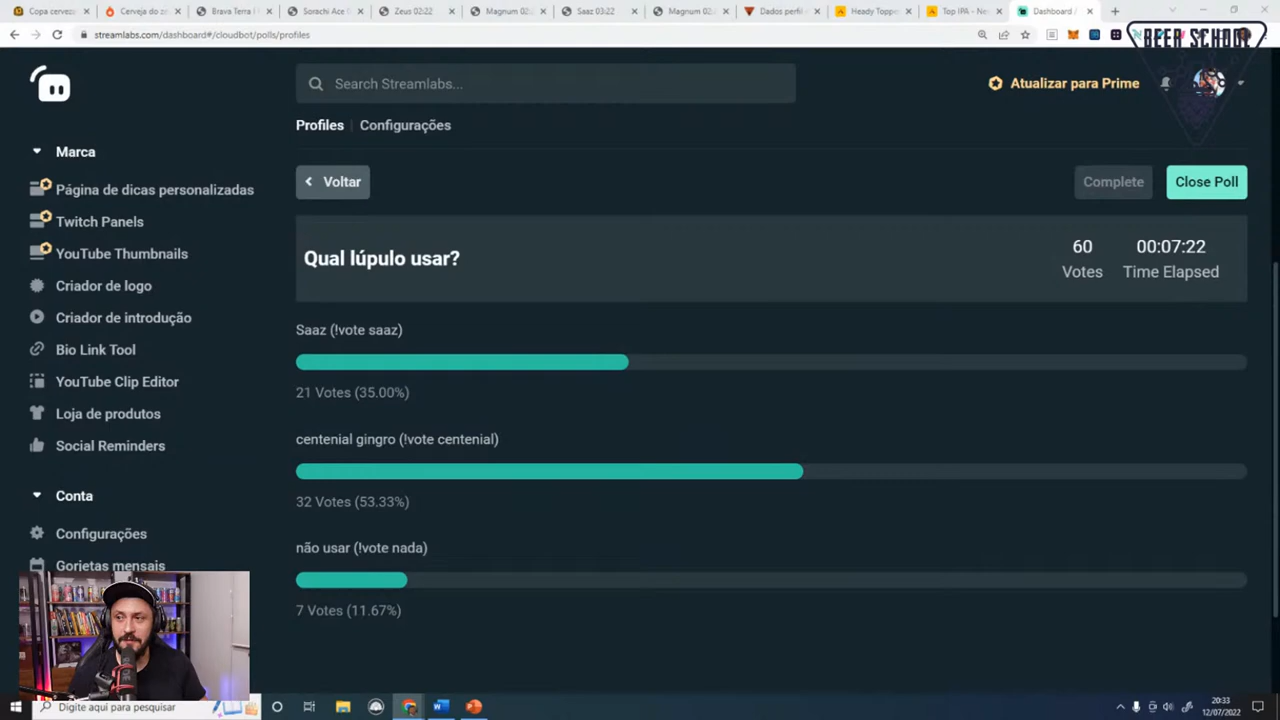 Copa cervez
Cerveja do ze
Brava Terra I
Sorachi Ace
Zeus 02:22
Magnum 02:
Saaz 03:22
Magnum 02:
Dados perfil
Heady Topper
Top IPA - Ne
Dashboard /
streamlabs.com/dashboard#/cloudbot/polls/profiles
BEER SCHOOL
Search Streamlabs...
Atualizar para Prime
Profiles
Configurações
Marca
Voltar
Complete
Close Poll
Página de dicas personalizadas
Twitch Panels
YouTube Thumbnails
Criador de logo
Criador de introdução
Bio Link Tool
YouTube Clip Editor
Loja de produtos
Social Reminders
Conta
Configurações
Gorjetas mensais
Qual lúpulo usar?
60
Votes
00:07:22
Time Elapsed
Saaz (!vote saaz)
21 Votes (35.00%)
centenial gingro (!vote centenial)
32 Votes (53.33%)
não usar (!vote nada)
7 Votes (11.67%)
Digite aqui para pesquisar
20:33
12/07/2022